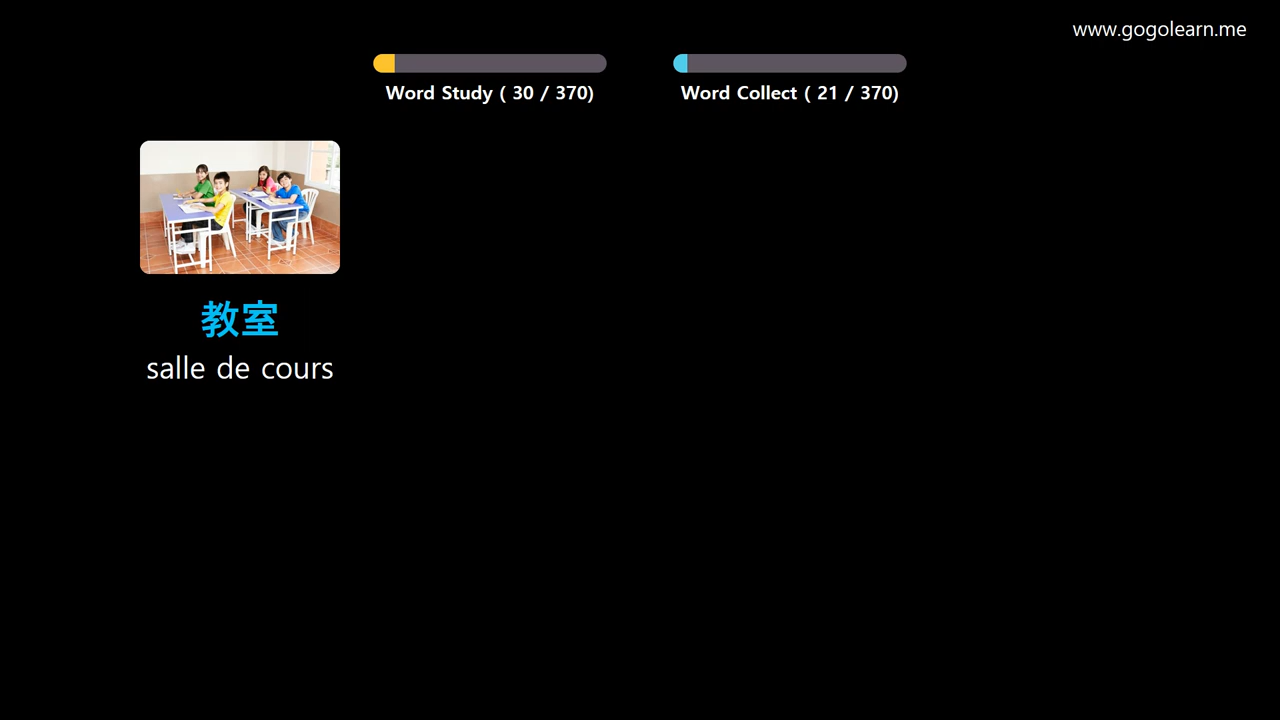 www.gogolearn.me
Word Study ( 30 / 370)
Word Collect ( 21 / 370)
教室
salle de cours